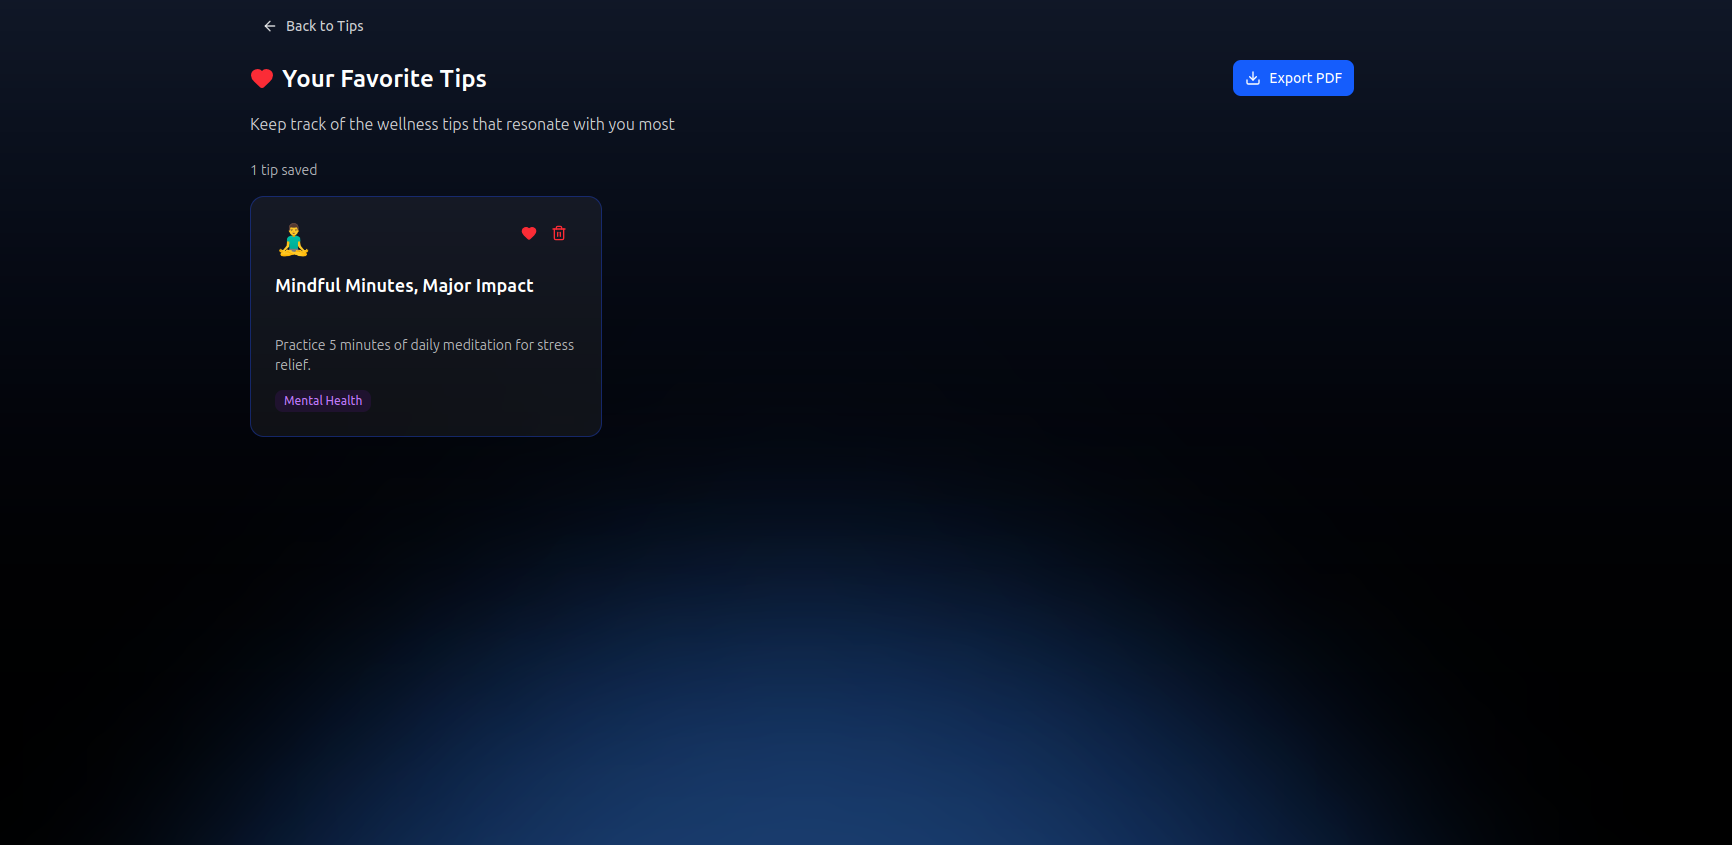 Back to Tips
Your Favorite Tips
Export PDF
Keep track of the wellness tips that resonate with you most
1 tip saved
Mindful Minutes, Major Impact
Practice 5 minutes of daily meditation for stress
relief.
Mental Health